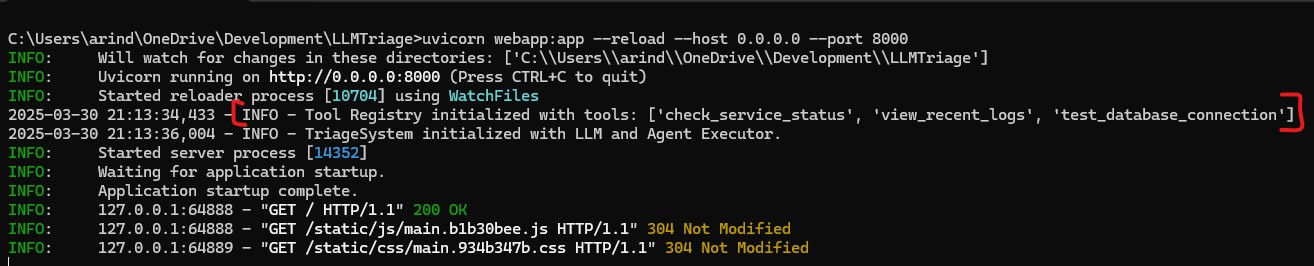 C:\Users\arind\OneDrive\Development\LLMTriage>uvicorn webapp:app --reload --host 0.0.0.0 --port 8000
INFO:     Will watch for changes in these directories: ['C:\\Users\\arind\\OneDrive\\Development\\LLMTriage']
INFO:     Uvicorn running on http://0.0.0.0:8000 (Press CTRL+C to quit)
INFO:     Started reloader process [10704] using WatchFiles
2025-03-30 21:13:34,433 - INFO - Tool Registry initialized with tools: ['check_service_status', 'view_recent_logs', 'test_database_connection']
2025-03-30 21:13:36,004 - INFO - TriageSystem initialized with LLM and Agent Executor.
INFO:     Started server process [14352]
INFO:     Waiting for application startup.
INFO:     Application startup complete.
INFO:     127.0.0.1:64888 - "GET / HTTP/1.1" 200 OK
INFO:     127.0.0.1:64888 - "GET /static/js/main.b1b30bee.js HTTP/1.1" 304 Not Modified
INFO:     127.0.0.1:64889 - "GET /static/css/main.934b347b.css HTTP/1.1" 304 Not Modified